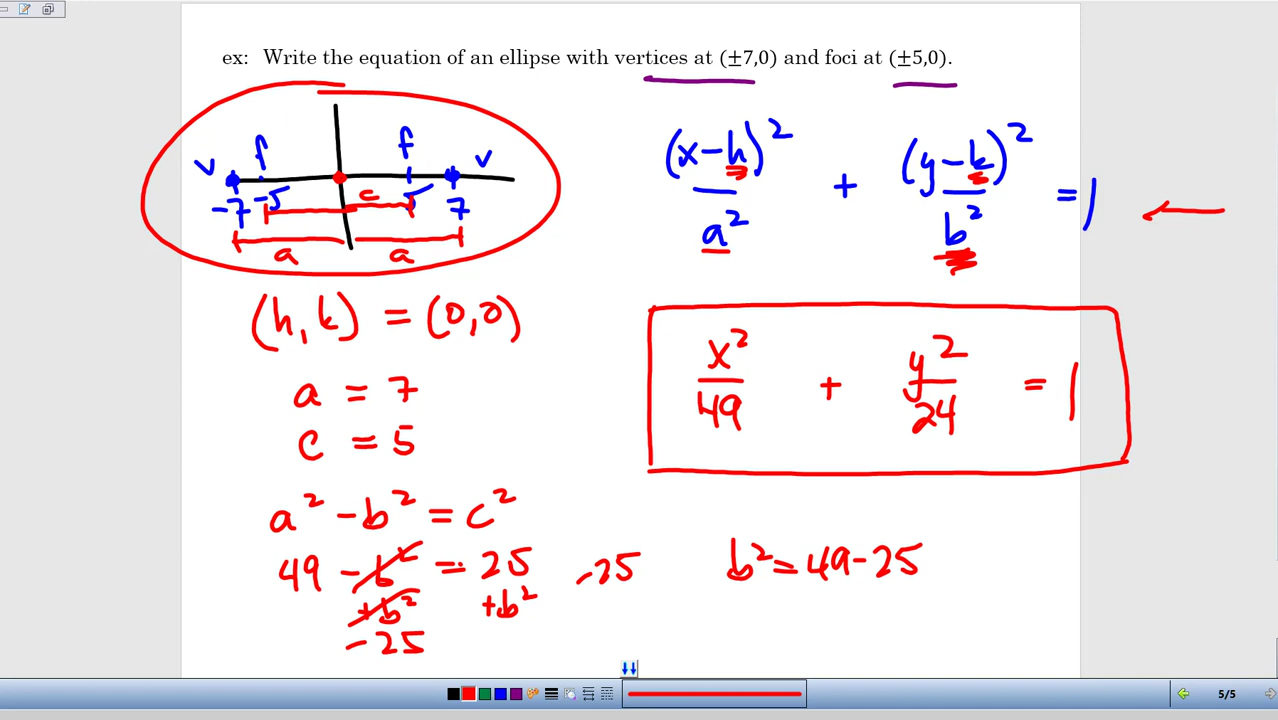 ex: Write the equation of an ellipse with vertices at (±7,0) and foci at (±5,0).
v f f v
-7 -5 c 5 7
a a
(x-h)² / a² + (y-k)² / b² = 1
(h,k) = (0,0)
x²/49 + y²/24 = 1
a = 7
c = 5
a² - b² = c²
49 - b² = 25 -25
+b² +b²
-25
b² = 49-25
5/5